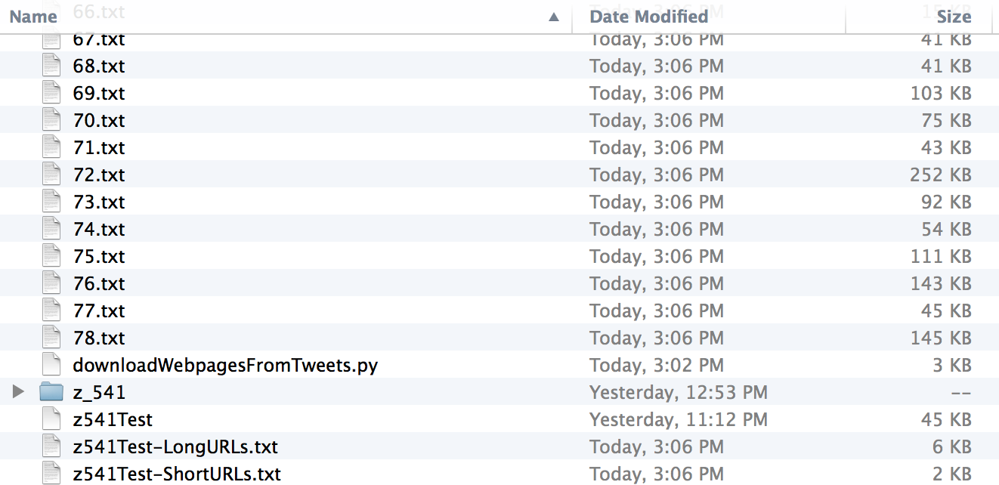 Name Date Modified Size
66.txt 15 KB
67.txt Today, 3:06 PM 41 KB
68.txt Today, 3:06 PM 41 KB
69.txt Today, 3:06 PM 103 KB
70.txt Today, 3:06 PM 75 KB
71.txt Today, 3:06 PM 43 KB
72.txt Today, 3:06 PM 252 KB
73.txt Today, 3:06 PM 92 KB
74.txt Today, 3:06 PM 54 KB
75.txt Today, 3:06 PM 111 KB
76.txt Today, 3:06 PM 143 KB
77.txt Today, 3:06 PM 45 KB
78.txt Today, 3:06 PM 145 KB
downloadWebpagesFromTweets.py Today, 3:02 PM 3 KB
z_541 Yesterday, 12:53 PM --
z541Test Yesterday, 11:12 PM 45 KB
z541Test-LongURLs.txt Today, 3:06 PM 6 KB
z541Test-ShortURLs.txt Today, 3:06 PM 2 KB